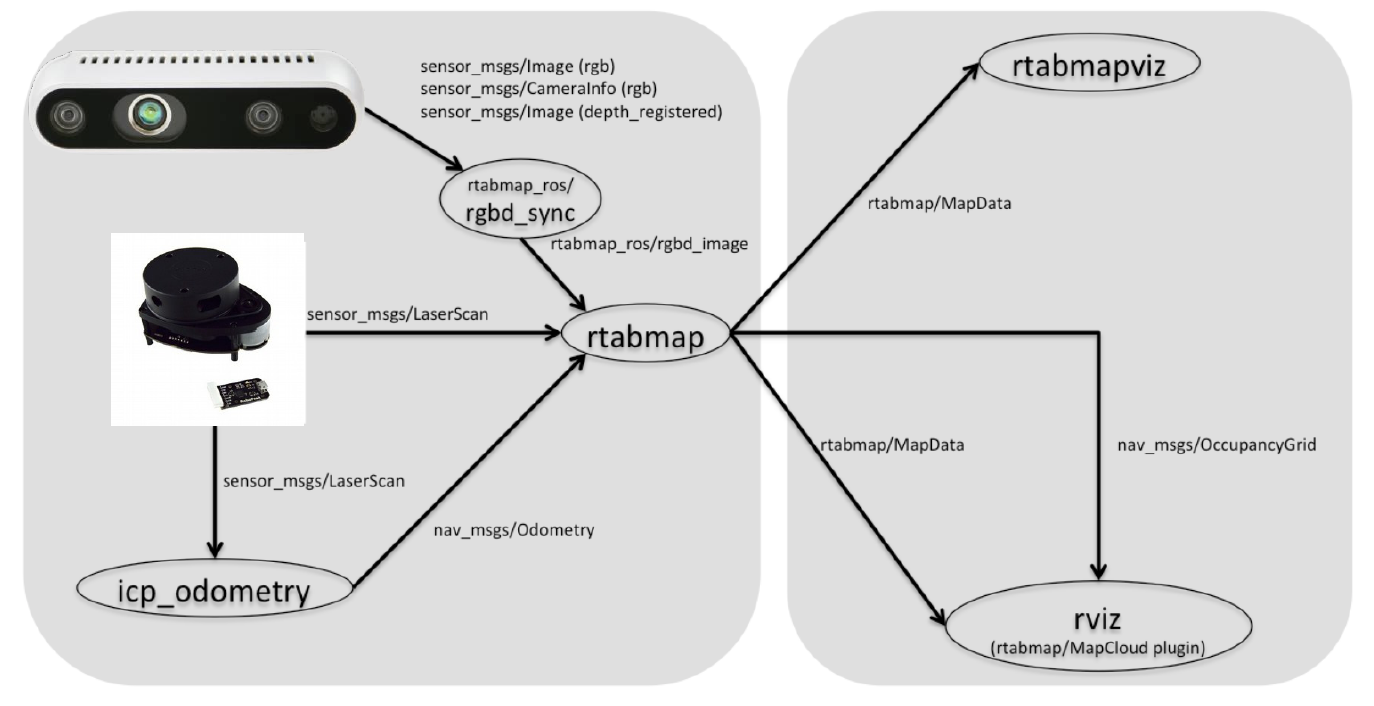 sensor_msgs/Image (rgb)
sensor_msgs/CameraInfo (rgb)
sensor_msgs/Image (depth_registered)
rtabmap_ros/
rgbd_sync
rtabmap_ros/rgbd_image
sensor_msgs/LaserScan
rtabmap
sensor_msgs/LaserScan
nav_msgs/Odometry
icp_odometry
rtabmapviz
rtabmap/MapData
rtabmap/MapData
nav_msgs/OccupancyGrid
rviz
(rtabmap/MapCloud plugin)